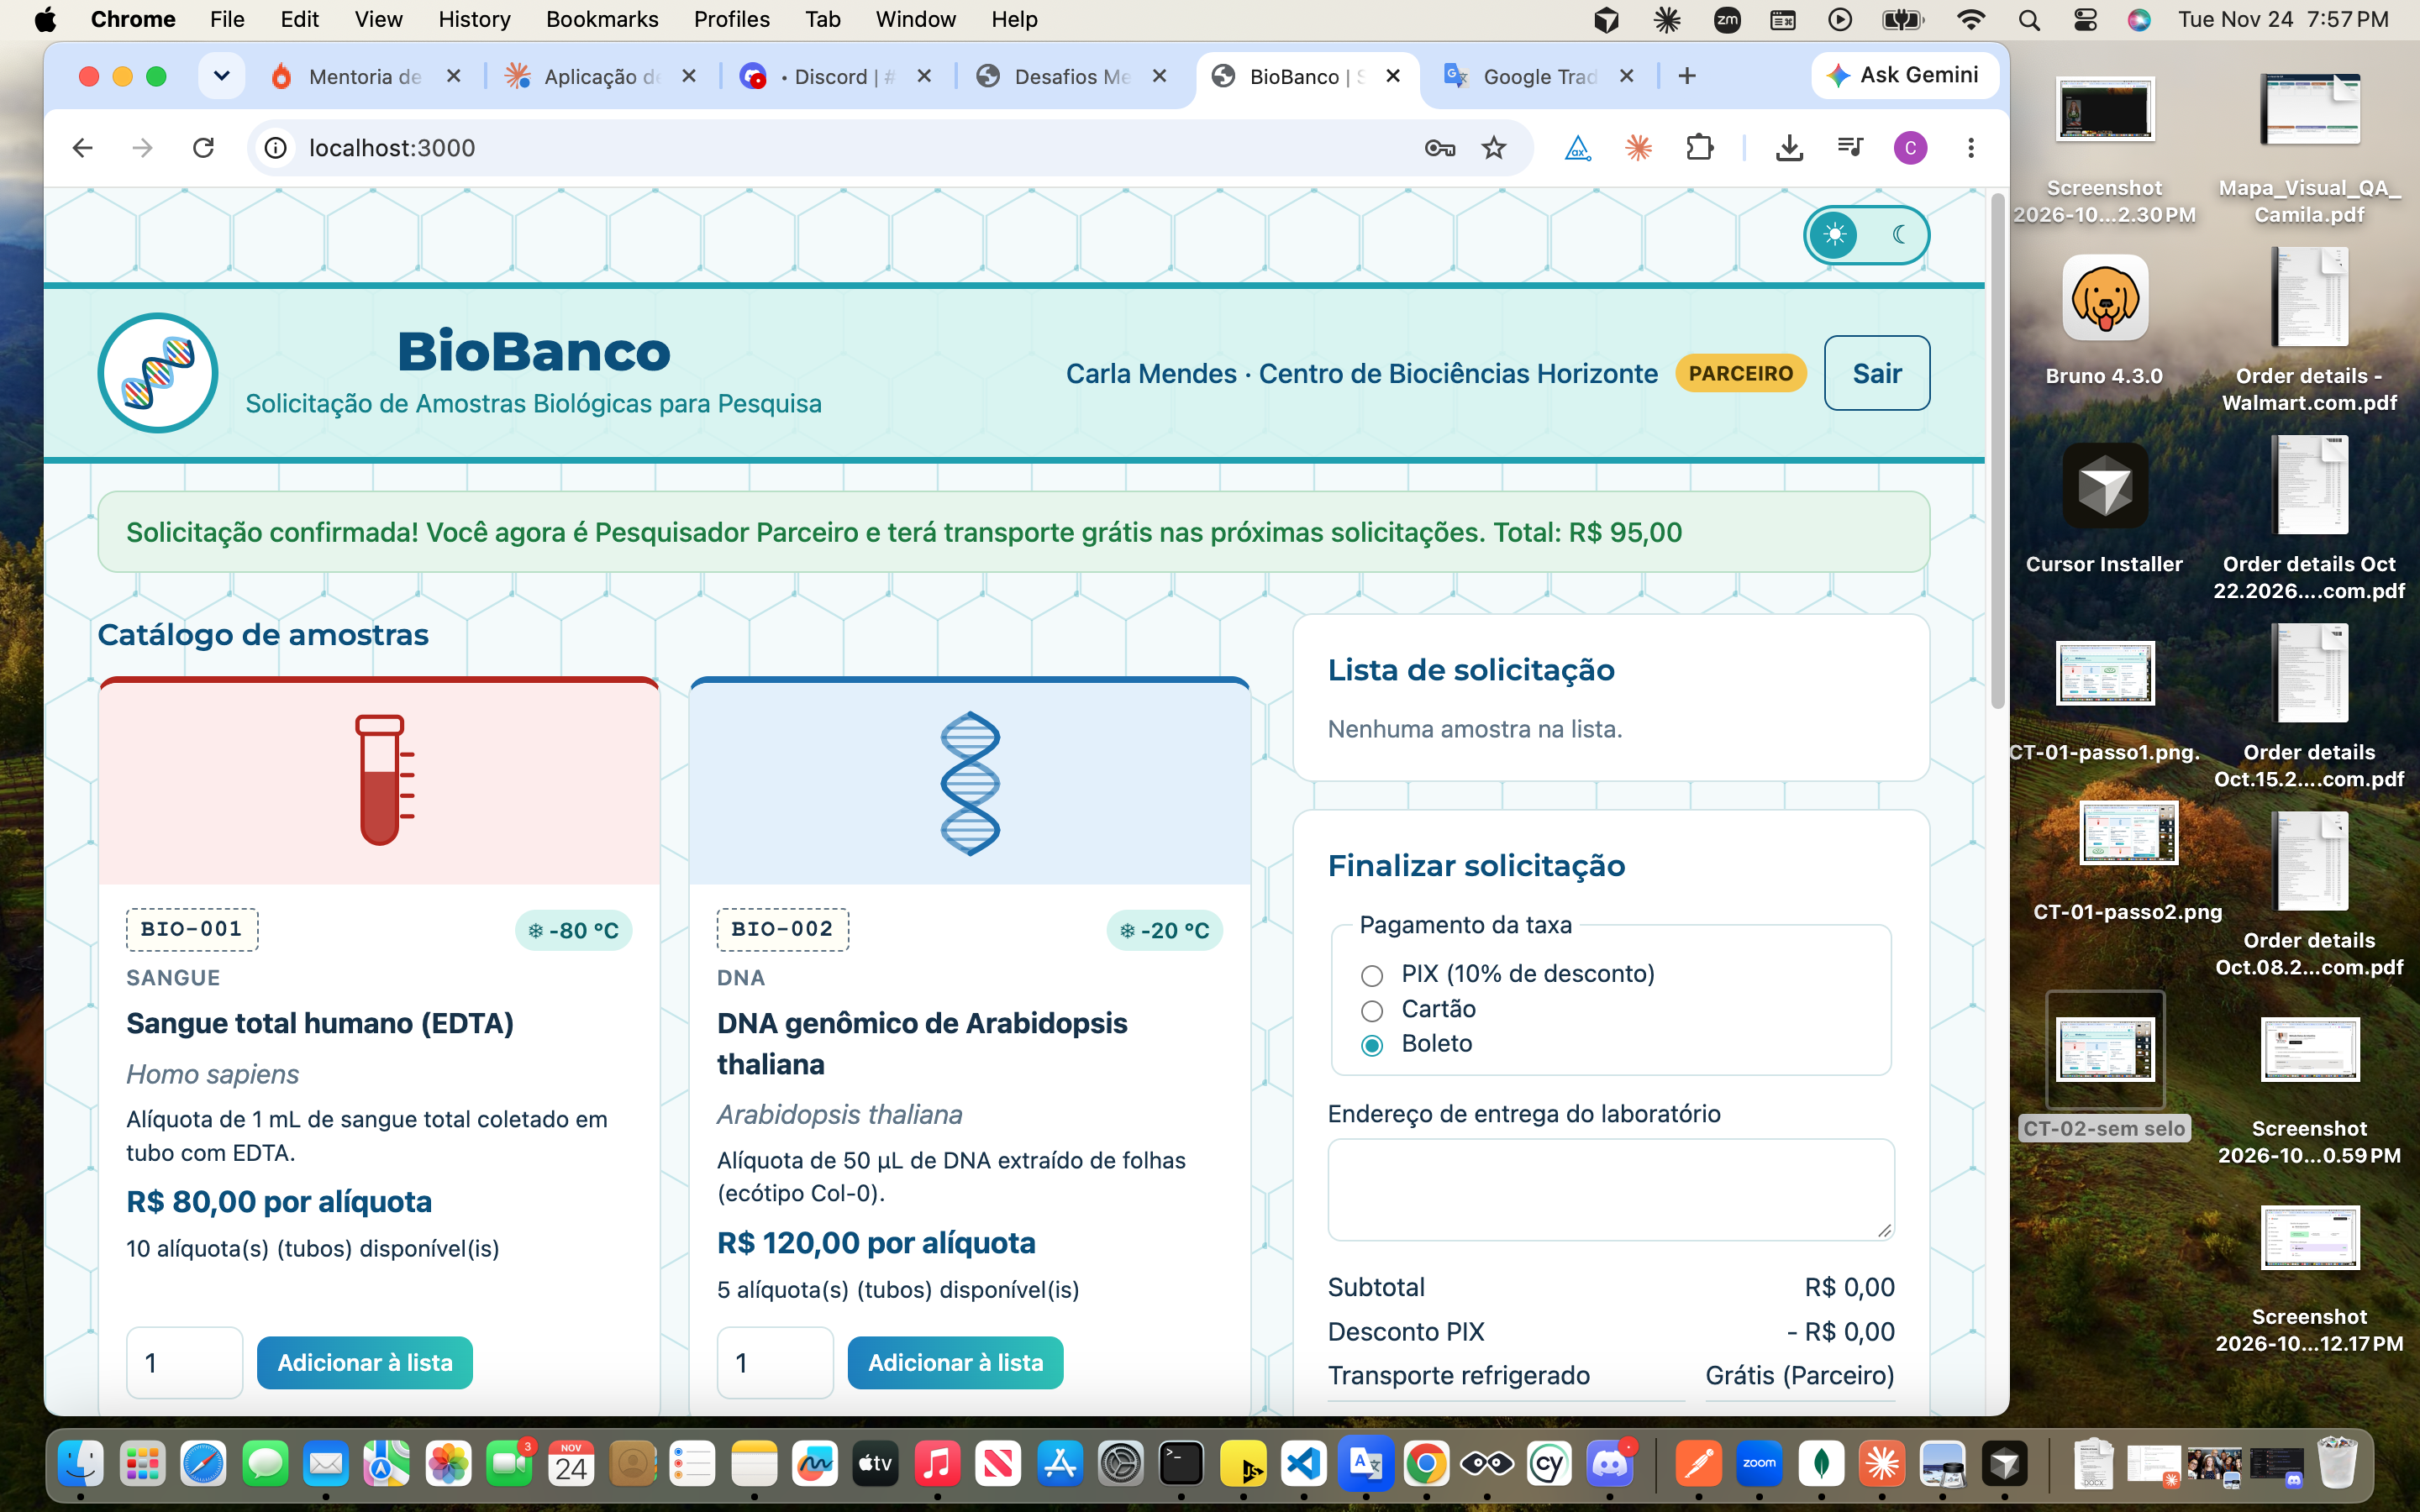 Chrome File Edit View History Bookmarks Profiles Tab Window Help
zm
Tue Nov 24 7:57 PM
Mentoria de
Aplicação de
• Discord | #
Desafios Me
BioBanco | S
Google Trad
Ask Gemini
localhost:3000
C
BioBanco
Solicitação de Amostras Biológicas para Pesquisa
Carla Mendes · Centro de Biociências Horizonte
PARCEIRO
Sair
Solicitação confirmada! Você agora é Pesquisador Parceiro e terá transporte grátis nas próximas solicitações. Total: R$ 95,00
Catálogo de amostras
BIO-001
❄ -80 °C
SANGUE
Sangue total humano (EDTA)
Homo sapiens
Alíquota de 1 mL de sangue total coletado em
tubo com EDTA.
R$ 80,00 por alíquota
10 alíquota(s) (tubos) disponível(is)
1
Adicionar à lista
BIO-002
❄ -20 °C
DNA
DNA genômico de Arabidopsis
thaliana
Arabidopsis thaliana
Alíquota de 50 µL de DNA extraído de folhas
(ecótipo Col-0).
R$ 120,00 por alíquota
5 alíquota(s) (tubos) disponível(is)
1
Adicionar à lista
Lista de solicitação
Nenhuma amostra na lista.
Finalizar solicitação
Pagamento da taxa
PIX (10% de desconto)
Cartão
Boleto
Endereço de entrega do laboratório
Subtotal
R$ 0,00
Desconto PIX
- R$ 0,00
Transporte refrigerado
Grátis (Parceiro)
Screenshot
2026-10...2.30 PM
Mapa_Visual_QA_
Camila.pdf
Bruno 4.3.0
Order details -
Walmart.com.pdf
Cursor Installer
Order details Oct
22.2026....com.pdf
CT-01-passo1.png.
Order details
Oct.15.2....com.pdf
CT-01-passo2.png
Order details
Oct.08.2...com.pdf
CT-02-sem selo
Screenshot
2026-10...0.59 PM
Screenshot
2026-10...12.17 PM
3
NOV
24
tv
JS
cy
zoom
DOCX